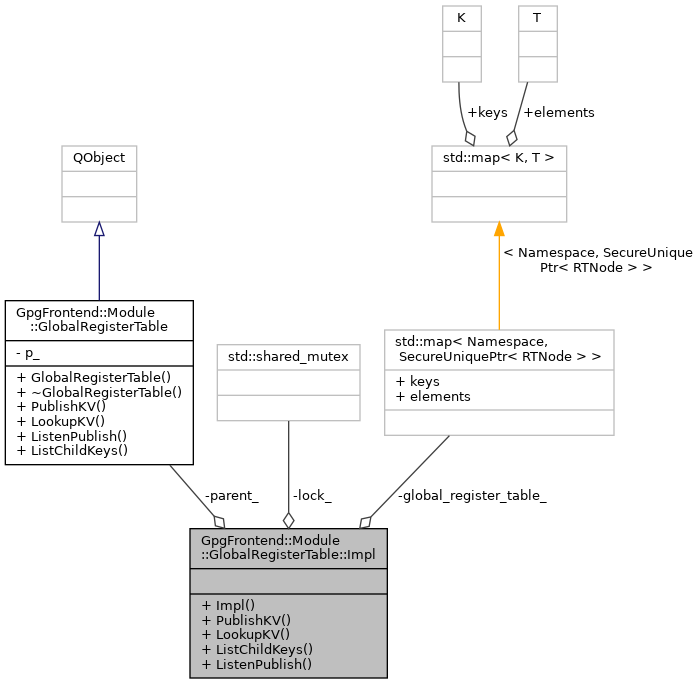 K
T
+keys
+elements
QObject
std::map< K, T >
< Namespace, SecureUnique
Ptr< RTNode > >
GpgFrontend::Module
::GlobalRegisterTable
- p_
+ GlobalRegisterTable()
+ ~GlobalRegisterTable()
+ PublishKV()
+ LookupKV()
+ ListenPublish()
+ ListChildKeys()
std::shared_mutex
std::map< Namespace,
SecureUniquePtr< RTNode > >
+ keys
+ elements
-parent_
-lock_
-global_register_table_
GpgFrontend::Module
::GlobalRegisterTable::Impl
+ Impl()
+ PublishKV()
+ LookupKV()
+ ListChildKeys()
+ ListenPublish()